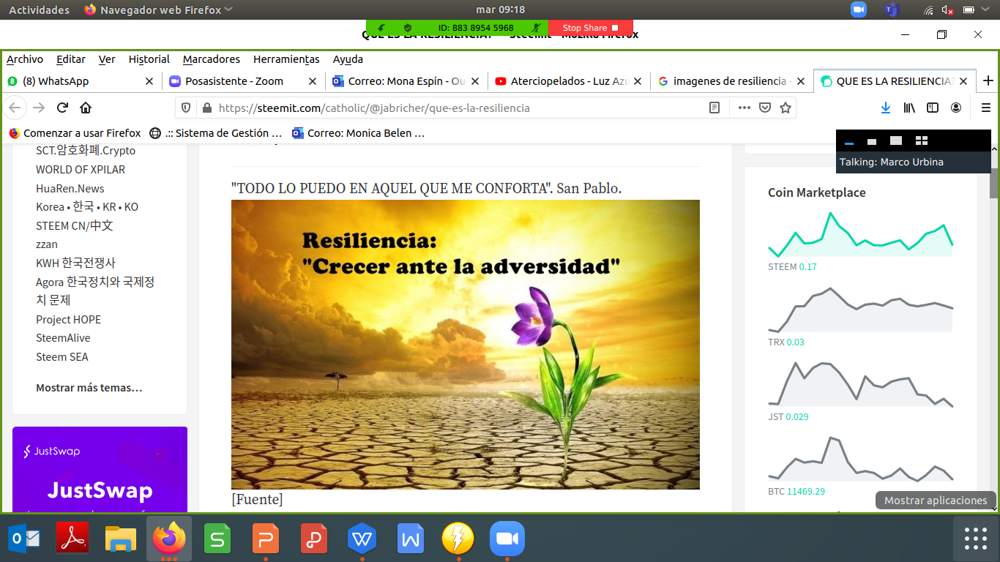 Actividades
Navegador web Firefox
mar 09:18
ID: 883 8954 5968
Stop Share
Archivo Editar Ver Historial Marcadores Herramientas Ayuda
(8) WhatsApp
Posasistente - Zoom
Correo: Mona Espín - Ou
Aterciopelados - Luz Azu
imagenes de resiliencia -
QUE ES LA RESILIENCIA?
https://steemit.com/catholic/@jabricher/que-es-la-resiliencia
Comenzar a usar Firefox
.:: Sistema de Gestión ...
Correo: Monica Belen ...
Talking: Marco Urbina
SCT.암호화폐.Crypto
WORLD OF XPILAR
HuaRen.News
Korea • 한국 • KR • KO
STEEM CN/中文
zzan
KWH 한국전쟁사
Agora 한국정치와 국제정
치 문제
Project HOPE
SteemAlive
Steem SEA
Mostrar más temas...
JustSwap
JustSwap
"TODO LO PUEDO EN AQUEL QUE ME CONFORTA". San Pablo.
Resiliencia:
"Crecer ante la adversidad"
[Fuente]
Coin Marketplace
STEEM 0.17
TRX 0.03
JST 0.029
BTC 11469.29
Mostrar aplicaciones